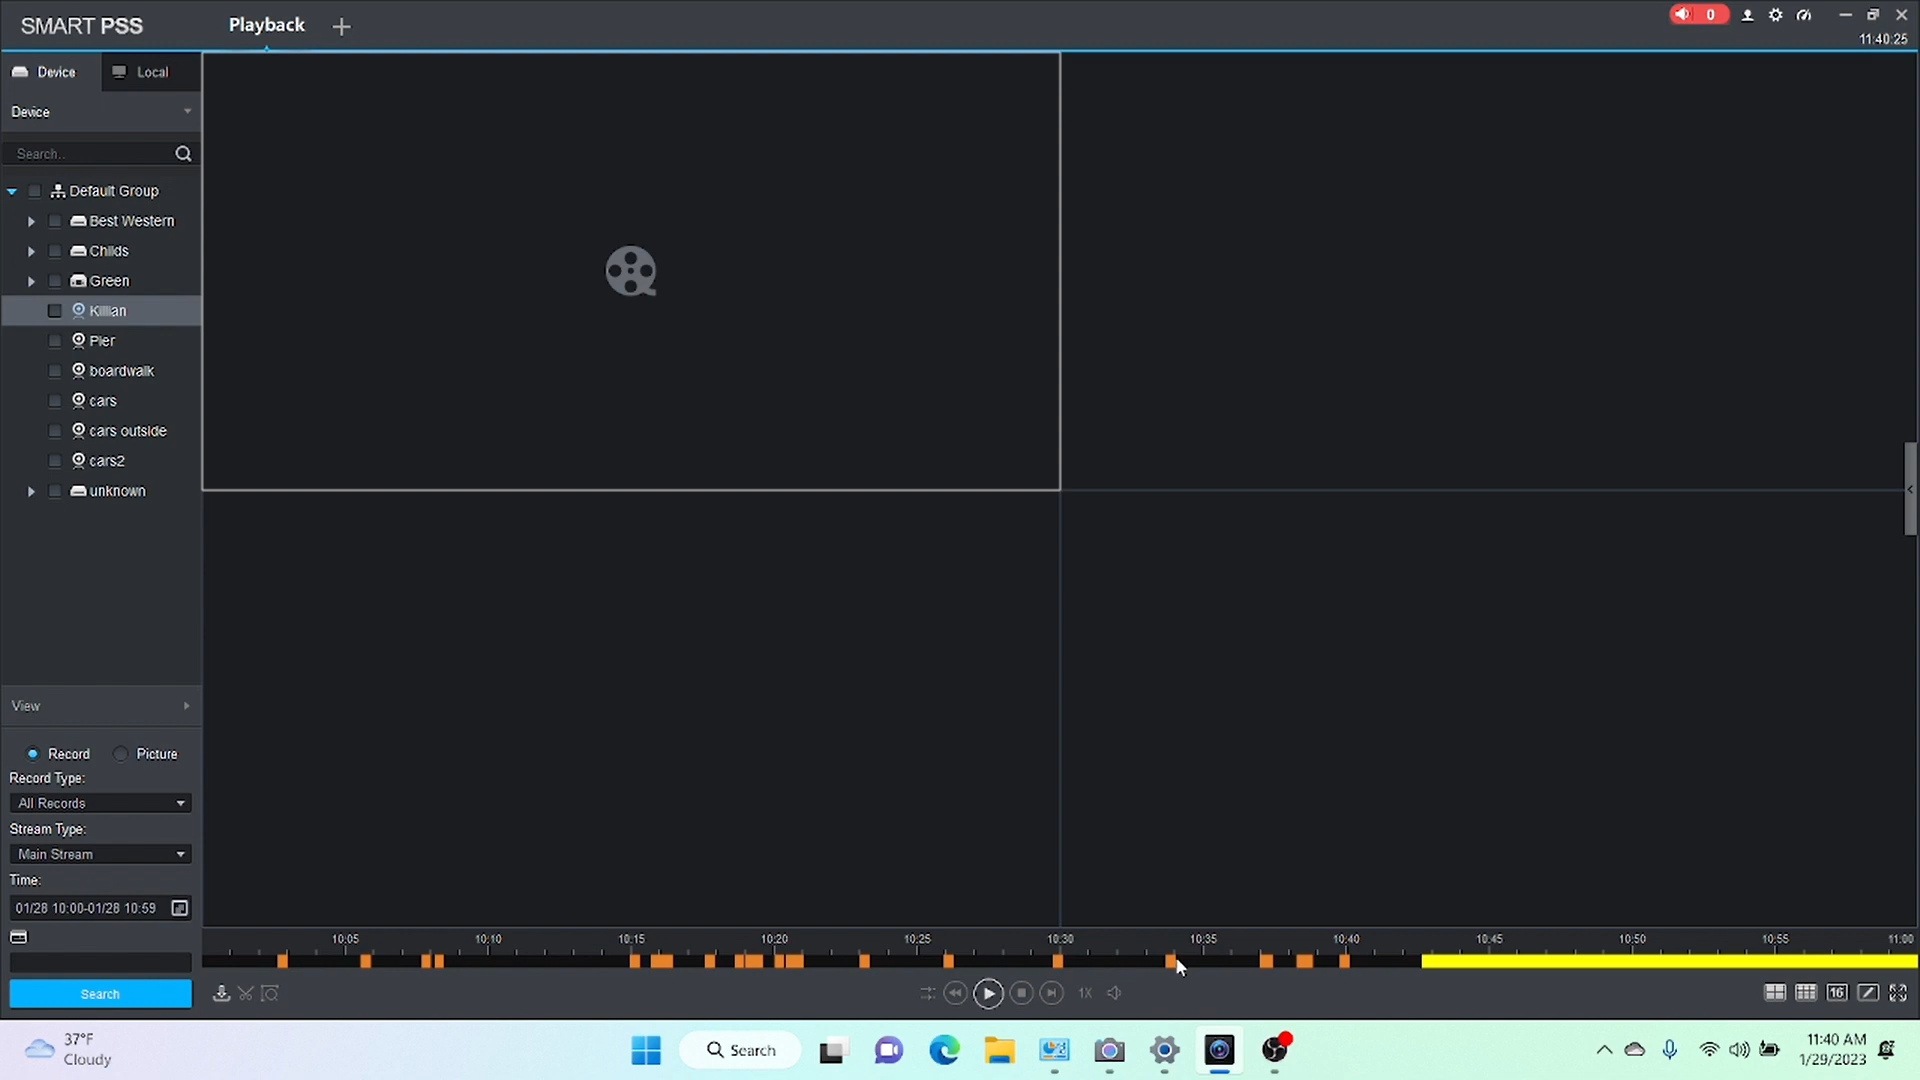 SMART PSS
Playback
0
11:40:25
Device
Local
Device
Search..
Default Group
Best Western
Childs
Green
Killian
Pier
boardwalk
cars
cars outside
cars2
unknown
View
Record
Picture
Record Type:
All Records
Stream Type:
Main Stream
Time:
01/28 10:00-01/28 10:59
Search
10:05
10:10
10:15
10:20
10:25
10:30
10:35
10:40
10:45
10:50
10:55
11:00
1X
16
37°F
Cloudy
Search
11:40 AM
1/29/2023